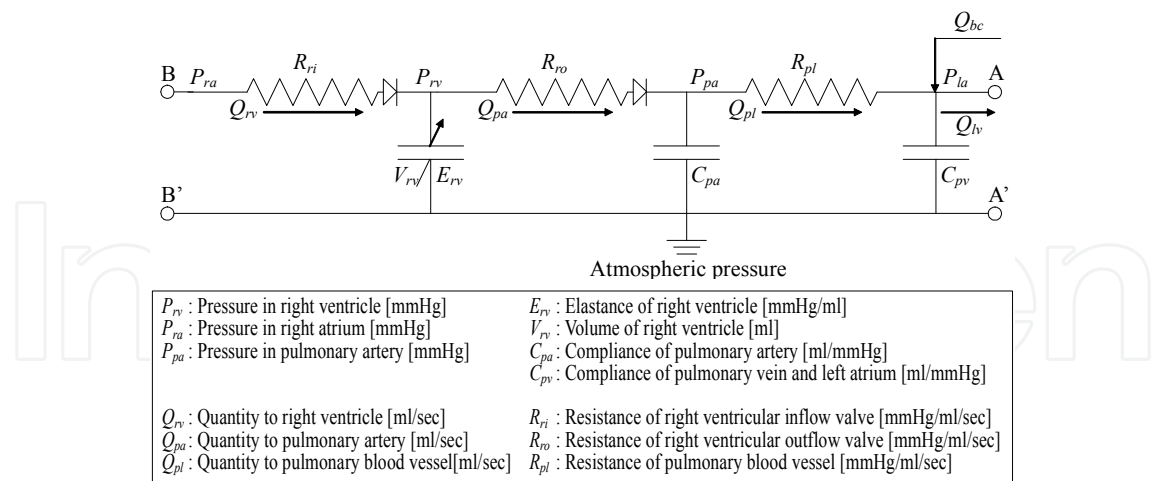 Q_bc
B P_ra R_ri P_rv R_ro P_pa R_pl P_la A
Q_rv Q_pa Q_pl Q_lv
V_rv E_rv C_pa C_pv
B' A'
Atmospheric pressure
P_rv : Pressure in right ventricle [mmHg]
P_ra : Pressure in right atrium [mmHg]
P_pa : Pressure in pulmonary artery [mmHg]
E_rv : Elastance of right ventricle [mmHg/ml]
V_rv : Volume of right ventricle [ml]
C_pa : Compliance of pulmonary artery [ml/mmHg]
C_pv : Compliance of pulmonary vein and left atrium [ml/mmHg]
Q_rv : Quantity to right ventricle [ml/sec]
Q_pa : Quantity to pulmonary artery [ml/sec]
Q_pl : Quantity to pulmonary blood vessel[ml/sec]
R_ri : Resistance of right ventricular inflow valve [mmHg/ml/sec]
R_ro : Resistance of right ventricular outflow valve [mmHg/ml/sec]
R_pl : Resistance of pulmonary blood vessel [mmHg/ml/sec]